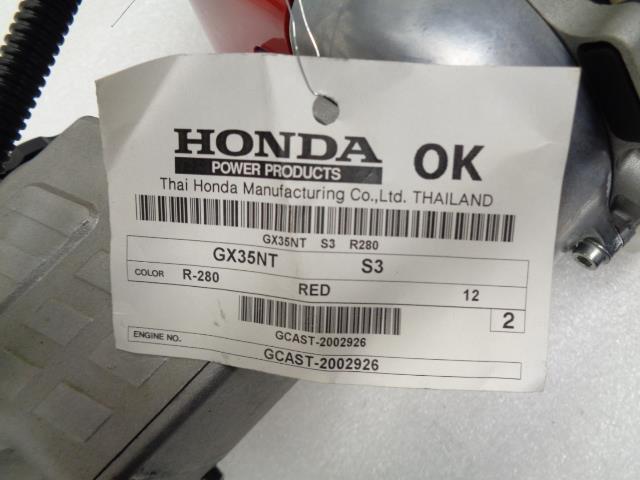 HONDA OK
POWER PRODUCTS
Thai Honda Manufacturing Co.,Ltd. THAILAND
GX35NT S3 R280
GX35NT S3
COLOR R-280 RED 12
2
GCAST-2002926
ENGINE NO. GCAST-2002926